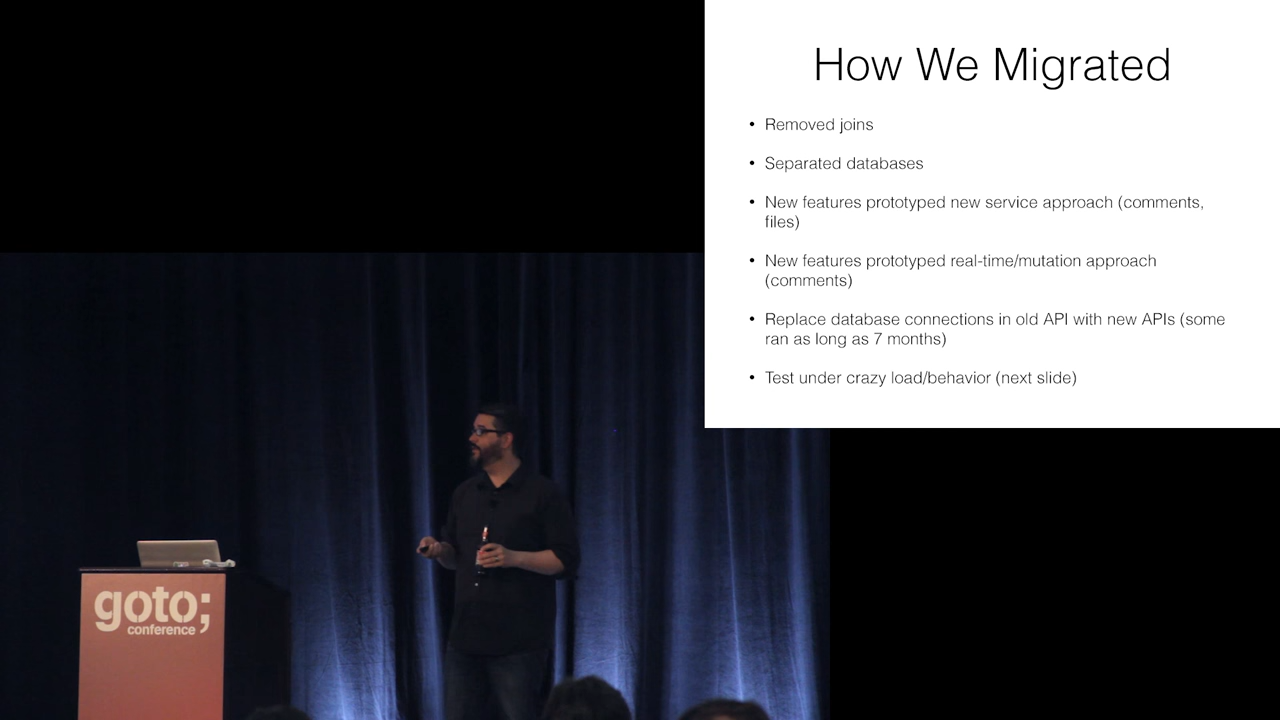 How We Migrated
• Removed joins
• Separated databases
• New features prototyped new service approach (comments,
files)
• New features prototyped real-time/mutation approach
(comments)
• Replace database connections in old API with new APIs (some
ran as long as 7 months)
• Test under crazy load/behavior (next slide)
goto;
conference